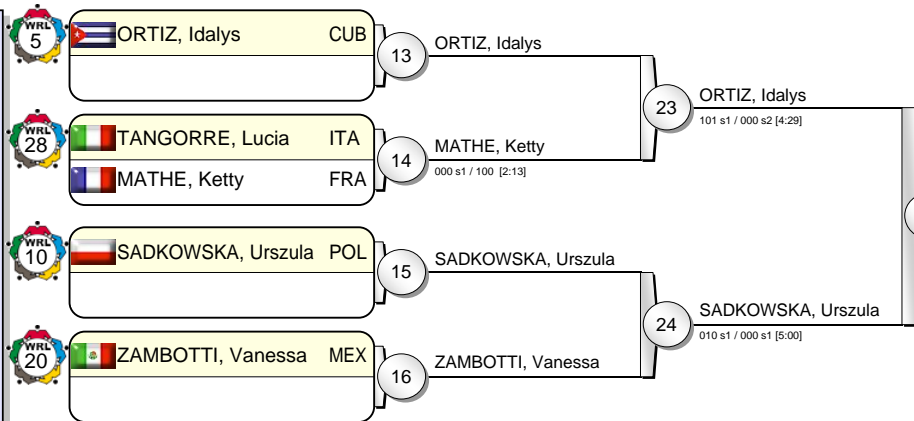 WRL
5
ORTIZ, Idalys CUB
13
ORTIZ, Idalys
WRL
28
TANGORRE, Lucia ITA
MATHE, Ketty FRA
14
MATHE, Ketty
000 s1 / 100 [2:13]
23
ORTIZ, Idalys
101 s1 / 000 s2 [4:29]
WRL
10
SADKOWSKA, Urszula POL
15
SADKOWSKA, Urszula
WRL
20
ZAMBOTTI, Vanessa MEX
16
ZAMBOTTI, Vanessa
24
SADKOWSKA, Urszula
010 s1 / 000 s1 [5:00]